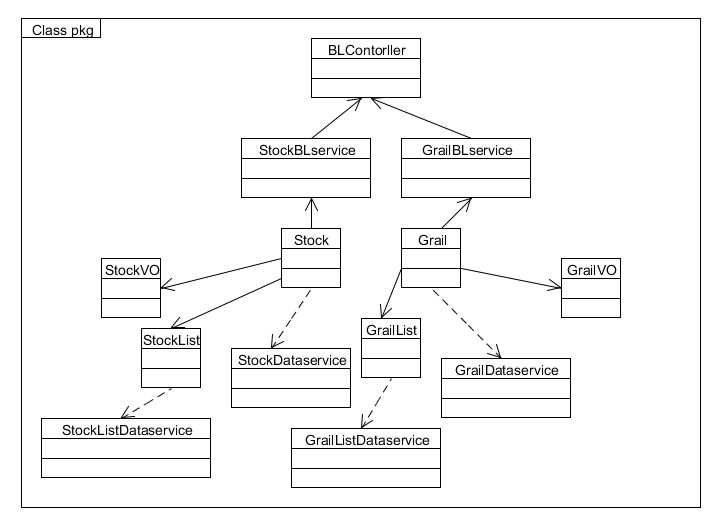 Class pkg
BLContorller
StockBLservice
GrailBLservice
Stock
Grail
StockVO
GrailVO
StockList
GrailList
StockDataservice
GrailDataservice
StockListDataservice
GrailListDataservice